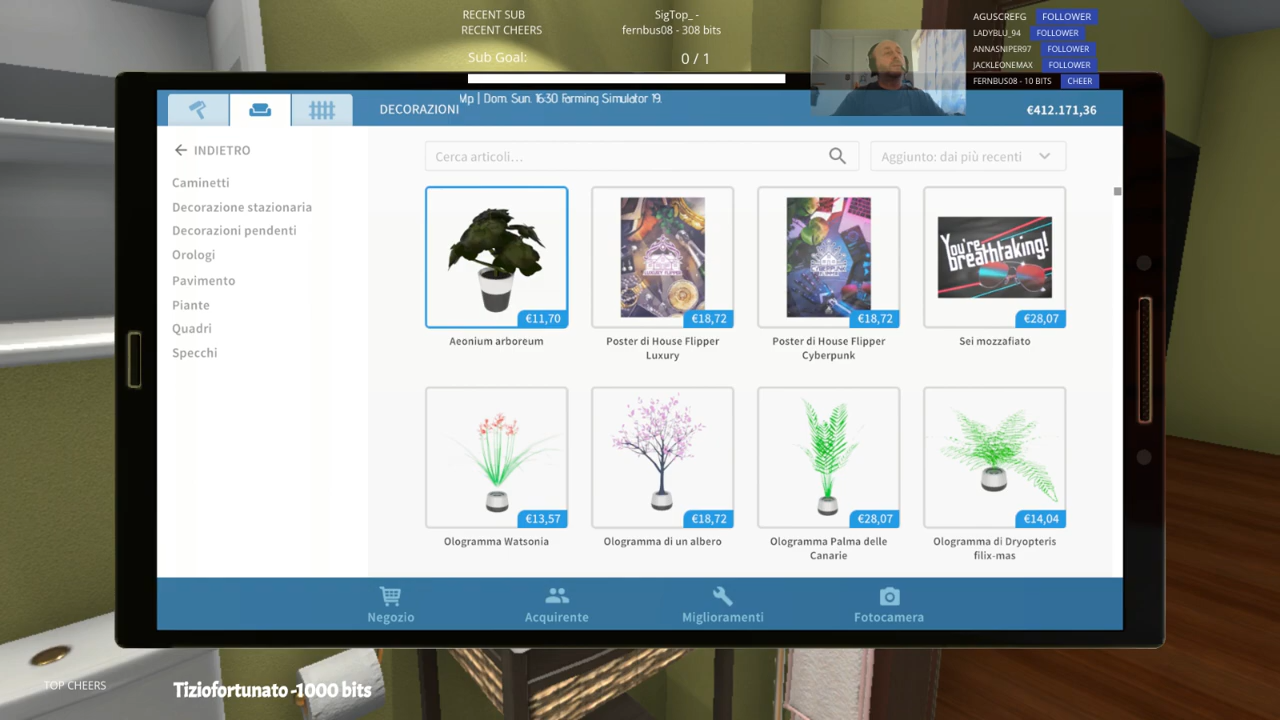 RECENT SUB
SigTop_ -
RECENT CHEERS
fernbus08 - 308 bits
Sub Goal:
0 / 1
AGUSCREFG FOLLOWER
LADYBLU_94 FOLLOWER
ANNASNIPER97 FOLLOWER
JACKLEONEMAX FOLLOWER
FERNBUS08 - 10 BITS CHEER
Mp | Dom. Sun. 16:30 Farming Simulator 19.
DECORAZIONI
€412.171,36
INDIETRO
Caminetti
Decorazione stazionaria
Decorazioni pendenti
Orologi
Pavimento
Piante
Quadri
Specchi
Cerca articoli...
Aggiunto: dai più recenti
You're breathtaking!
€11,70
€18,72
€18,72
€28,07
Aeonium arboreum
Poster di House Flipper
Luxury
Poster di House Flipper
Cyberpunk
Sei mozzafiato
€13,57
€18,72
€28,07
€14,04
Ologramma Watsonia
Ologramma di un albero
Ologramma Palma delle
Canarie
Ologramma di Dryopteris
filix-mas
Negozio
Acquirente
Miglioramenti
Fotocamera
TOP CHEERS
Tiziofortunato -1000 bits